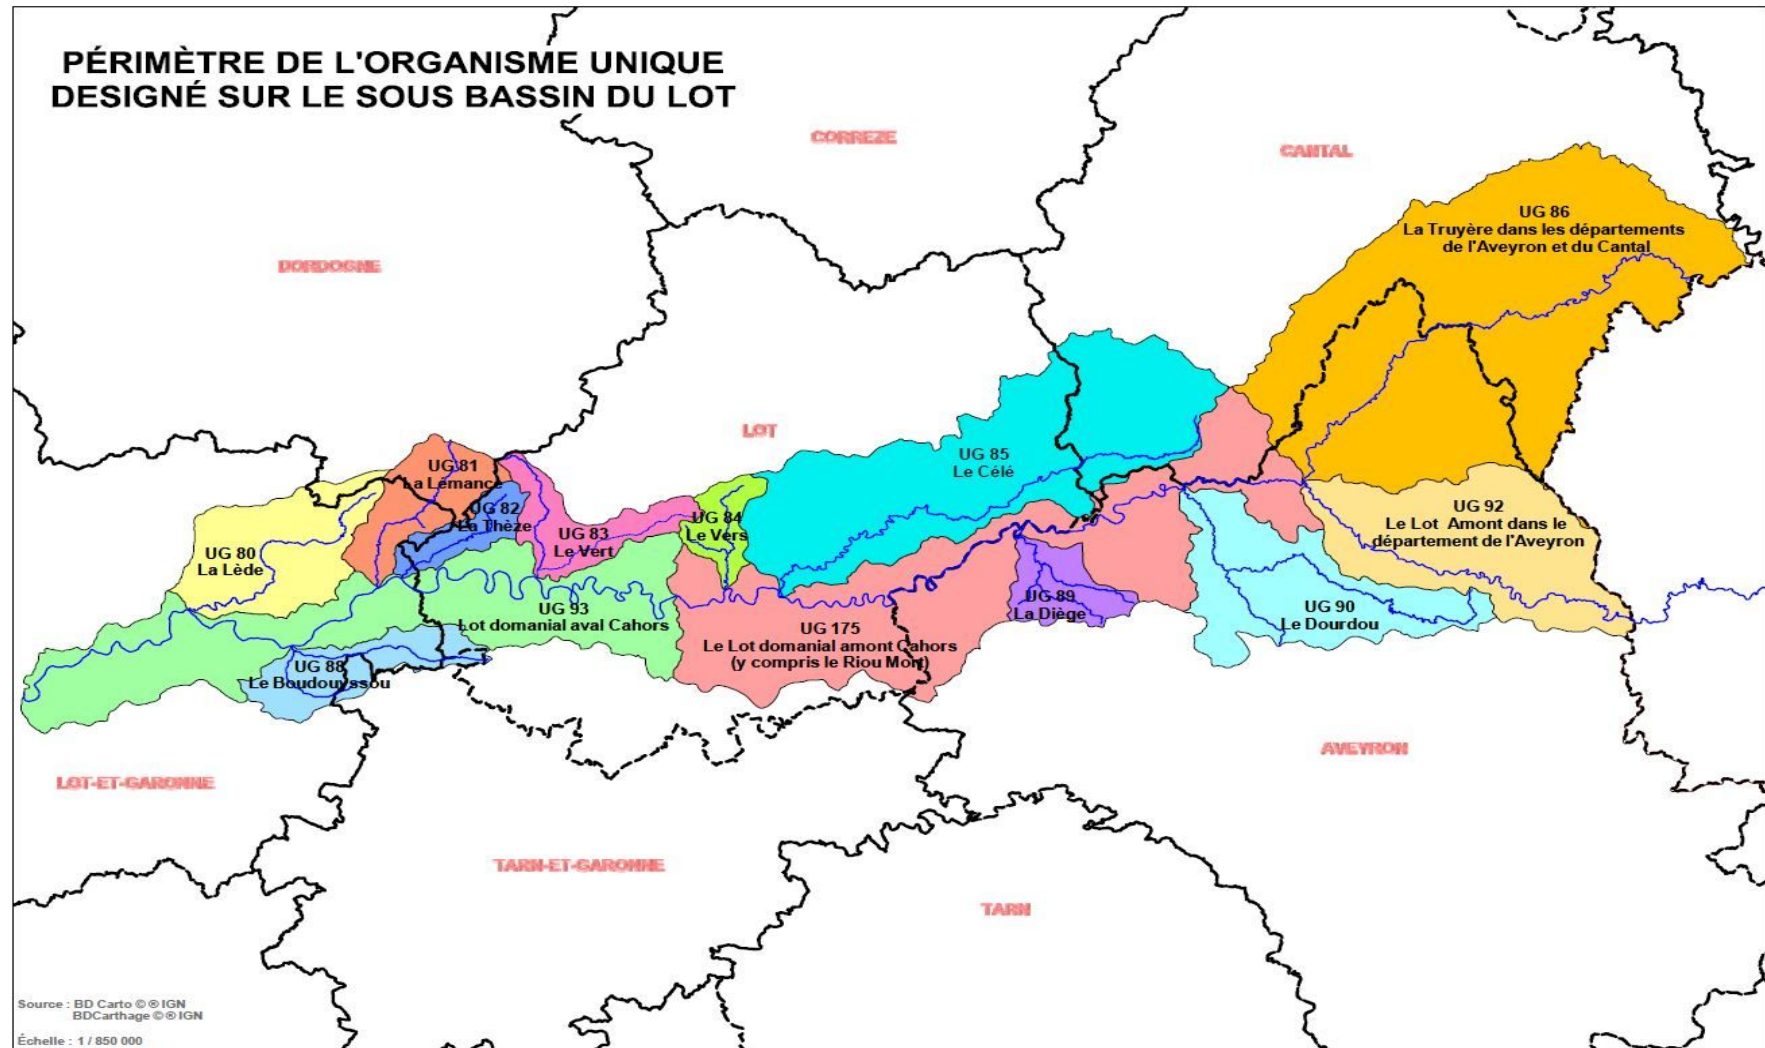 PÉRIMÈTRE DE L'ORGANISME UNIQUE
DESIGNÉ SUR LE SOUS BASSIN DU LOT
CORREZE
CANTAL
UG 86
La Truyère dans les départements
de l'Aveyron et du Cantal
DORDOGNE
LOT
UG 81
La Lémance
UG 85
Le Célé
UG 82
La Thèze
UG 83
Le Vert
UG 84
Le Vers
UG 92
Le Lot Amont dans le
département de l'Aveyron
UG 80
La Lède
UG 93
Lot domanial aval Cahors
UG 89
La Diège
UG 90
Le Dourdou
UG 175
Le Lot domanial amont Cahors
(y compris le Riou Mort)
UG 88
Le Boudouyssou
AVEYRON
LOT-ET-GARONNE
TARN-ET-GARONNE
TARN
Source : BD Carto © ® IGN
BDCarthage © ® IGN
Échelle : 1 / 850 000